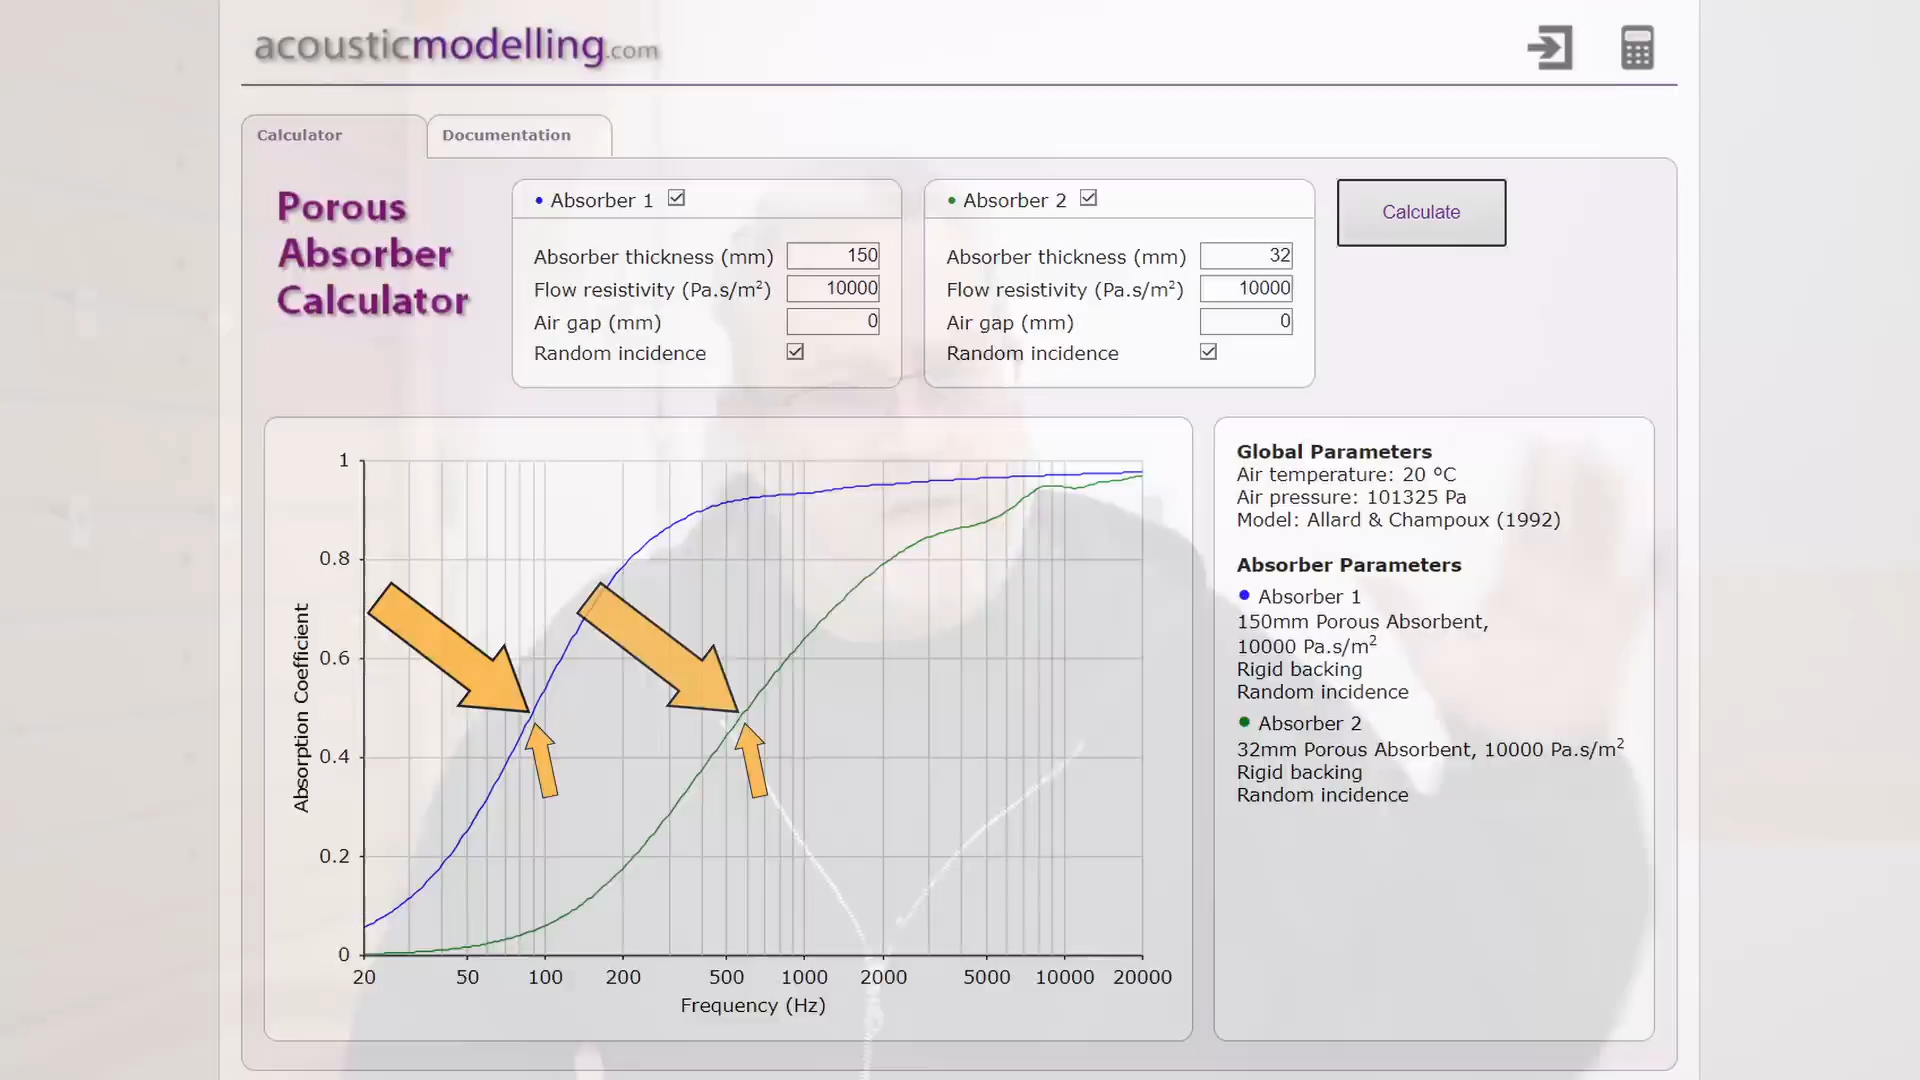 acousticmodelling.com
Calculator
Documentation
Porous
Absorber
Calculator
Absorber 1
Absorber thickness (mm) 150
Flow resistivity (Pa.s/m²) 10000
Air gap (mm) 0
Random incidence
Absorber 2
Absorber thickness (mm) 32
Flow resistivity (Pa.s/m²) 10000
Air gap (mm) 0
Random incidence
Calculate
Absorption Coefficient
1
0.8
0.6
0.4
0.2
0
20 50 100 200 500 1000 2000 5000 10000 20000
Frequency (Hz)
Global Parameters
Air temperature: 20 ºC
Air pressure: 101325 Pa
Model: Allard & Champoux (1992)
Absorber Parameters
Absorber 1
150mm Porous Absorbent,
10000 Pa.s/m²
Rigid backing
Random incidence
Absorber 2
32mm Porous Absorbent, 10000 Pa.s/m²
Rigid backing
Random incidence